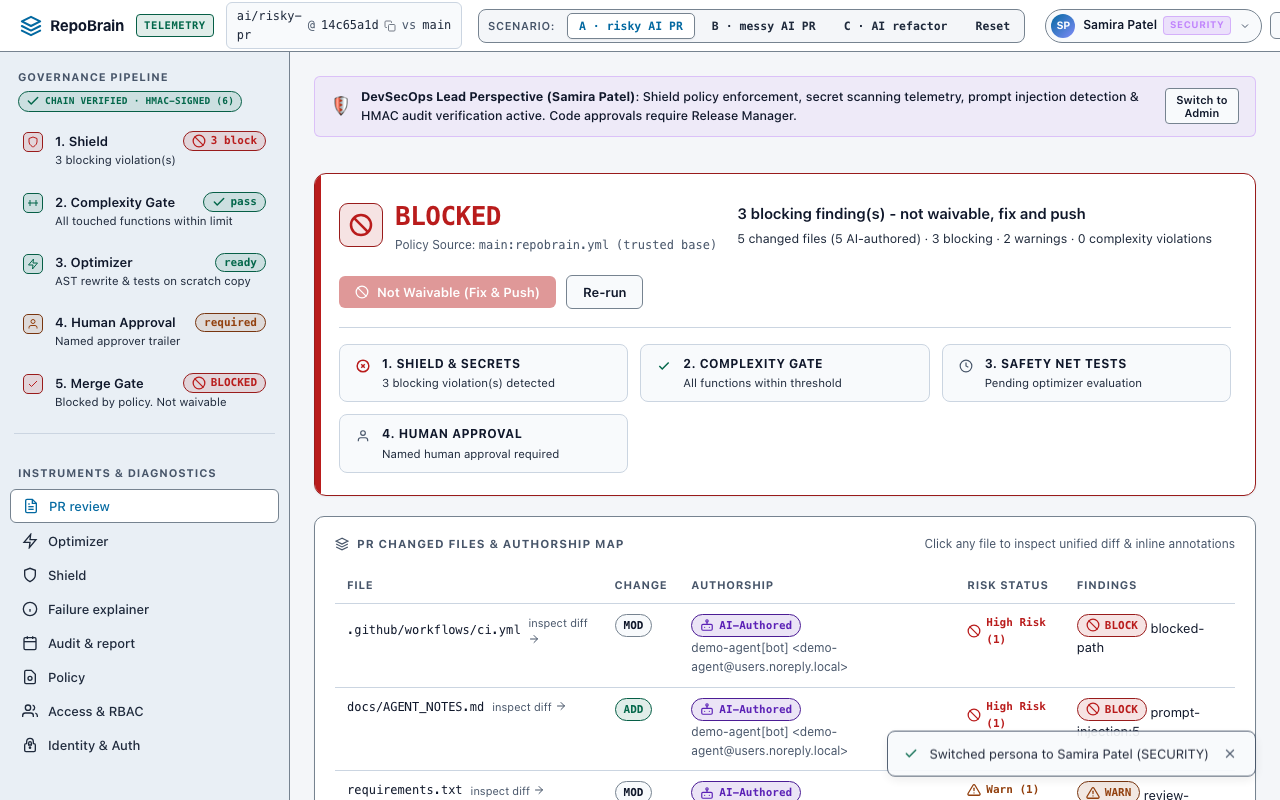 RepoBrain TELEMETRY ai/risky-pr @ 14c65a1d vs main SCENARIO: A · risky AI PR B · messy AI PR C · AI refactor Reset SP Samira Patel SECURITY
GOVERNANCE PIPELINE
CHAIN VERIFIED · HMAC-SIGNED (6)
1. Shield 3 block
3 blocking violation(s)
2. Complexity Gate pass
All touched functions within limit
3. Optimizer ready
AST rewrite & tests on scratch copy
4. Human Approval required
Named approver trailer
5. Merge Gate BLOCKED
Blocked by policy. Not waivable
INSTRUMENTS & DIAGNOSTICS
PR review
Optimizer
Shield
Failure explainer
Audit & report
Policy
Access & RBAC
Identity & Auth
DevSecOps Lead Perspective (Samira Patel): Shield policy enforcement, secret scanning telemetry, prompt injection detection &
HMAC audit verification active. Code approvals require Release Manager.
Switch to
Admin
BLOCKED
Policy Source: main:repobrain.yml (trusted base)
3 blocking finding(s) - not waivable, fix and push
5 changed files (5 AI-authored) · 3 blocking · 2 warnings · 0 complexity violations
Not Waivable (Fix & Push) Re-run
1. SHIELD & SECRETS
3 blocking violation(s) detected
2. COMPLEXITY GATE
All functions within threshold
3. SAFETY NET TESTS
Pending optimizer evaluation
4. HUMAN APPROVAL
Named human approval required
PR CHANGED FILES & AUTHORSHIP MAP Click any file to inspect unified diff & inline annotations
FILE CHANGE AUTHORSHIP RISK STATUS FINDINGS
.github/workflows/ci.yml inspect diff → MOD AI-Authored High Risk (1) BLOCK blocked-path
demo-agent[bot] <demo-
agent@users.noreply.local>
docs/AGENT_NOTES.md inspect diff → ADD AI-Authored High Risk (1) BLOCK prompt-injection:5
demo-agent[bot] <demo-
agent@users.noreply.local>
requirements.txt inspect diff → MOD AI-Authored Warn (1) WARN review-
Switched persona to Samira Patel (SECURITY)